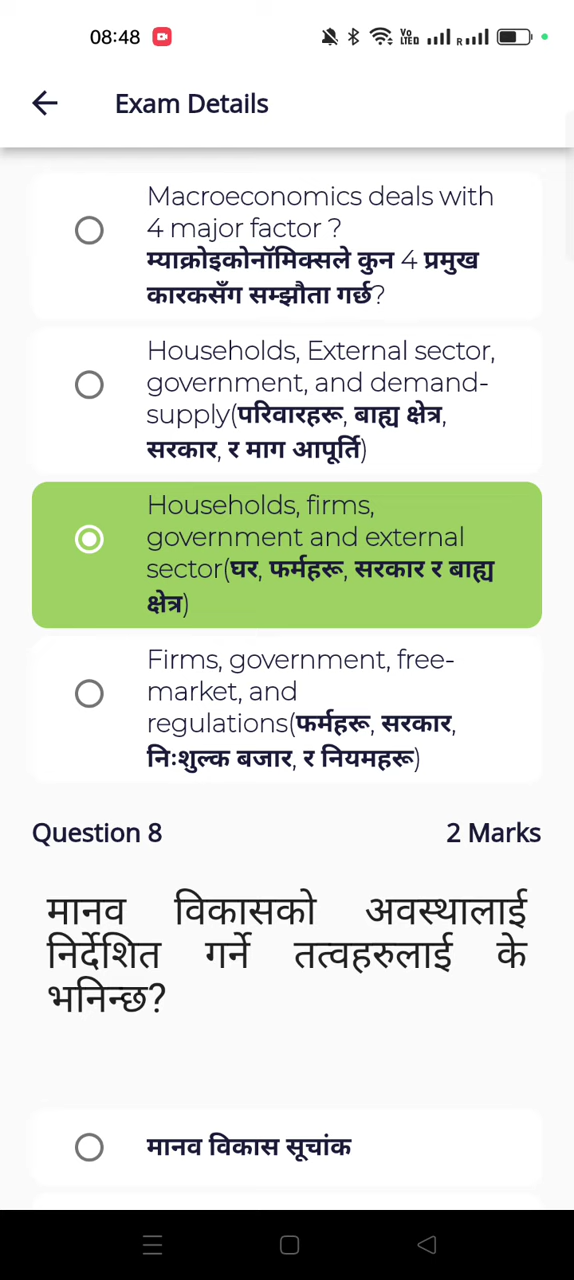 08:48
Vo
LTED
R
Exam Details
Macroeconomics deals with
4 major factor ?
म्याक्रोइकोनॉमिक्सले कुन 4 प्रमुख
कारकसँग सम्झौता गर्छ?
Households, External sector,
government, and demand-
supply(परिवारहरू, बाह्य क्षेत्र,
सरकार, र माग आपूर्ति)
Households, firms,
government and external
sector(घर, फर्महरू, सरकार र बाह्य
क्षेत्र)
Firms, government, free-
market, and
regulations(फर्महरू, सरकार,
निःशुल्क बजार, र नियमहरू)
Question 8 2 Marks
मानव विकासको अवस्थालाई
निर्देशित गर्ने तत्वहरुलाई के
भनिन्छ?
मानव विकास सूचांक